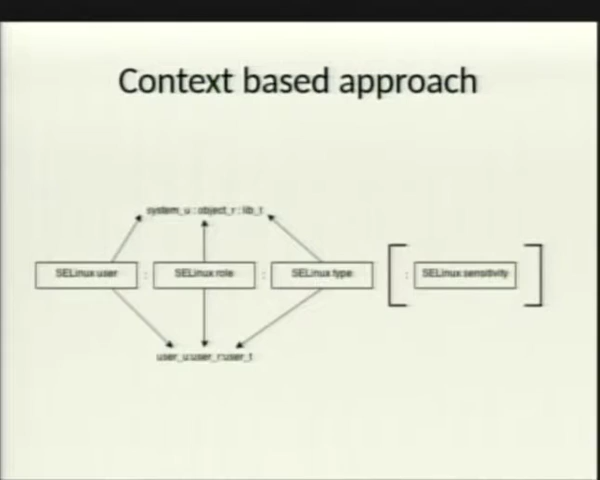 Context based approach
system_u:object_r:lib_t
SELinux user : SELinux role : SELinux type [ : SELinux sensitivity ]
user_u:user_r:user_t